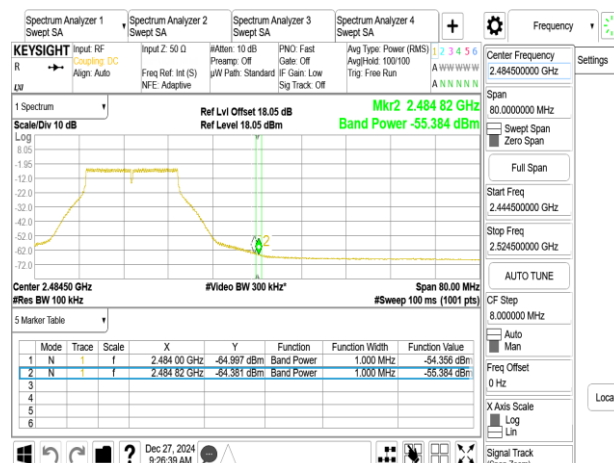 Spectrum Analyzer 1
Swept SA
Spectrum Analyzer 2
Swept SA
Spectrum Analyzer 3
Swept SA
Spectrum Analyzer 4
Swept SA
+
Frequency
KEYSIGHT
R
Input: RF
Coupling: DC
Align: Auto
Input Z: 50 Ω
Freq Ref: Int (S)
NFE: Adaptive
#Atten: 10 dB
Preamp: Off
µW Path: Standard
PNO: Fast
Gate: Off
IF Gain: Low
Sig Track: Off
Avg Type: Power (RMS)
Avg|Hold: 100/100
Trig: Free Run
1 2 3 4 5 6
A W W W W W
A N N N N N
Settings
1 Spectrum
Scale/Div 10 dB
Ref Lvl Offset 18.05 dB
Ref Level 18.05 dBm
Mkr2 2.484 82 GHz
Band Power -55.384 dBm
Log
8.05
-1.95
-12.0
-22.0
-32.0
-42.0
-52.0
-62.0
-72.0
2
Center 2.48450 GHz
#Res BW 100 kHz
#Video BW 300 kHz*
Span 80.00 MHz
#Sweep 100 ms (1001 pts)
5 Marker Table
Mode Trace Scale X Y Function Function Width Function Value
1 N 1 f 2.484 00 GHz -64.997 dBm Band Power 1.000 MHz -54.356 dBm
2 N 1 f 2.484 82 GHz -64.381 dBm Band Power 1.000 MHz -55.384 dBm
3
4
5
6
Center Frequency
2.484500000 GHz
Span
80.0000000 MHz
Swept Span
Zero Span
Full Span
Start Freq
2.444500000 GHz
Stop Freq
2.524500000 GHz
AUTO TUNE
CF Step
8.000000 MHz
Auto
Man
Freq Offset
0 Hz
X Axis Scale
Log
Lin
Signal Track
Loca
?
Dec 27, 2024
9:26:39 AM